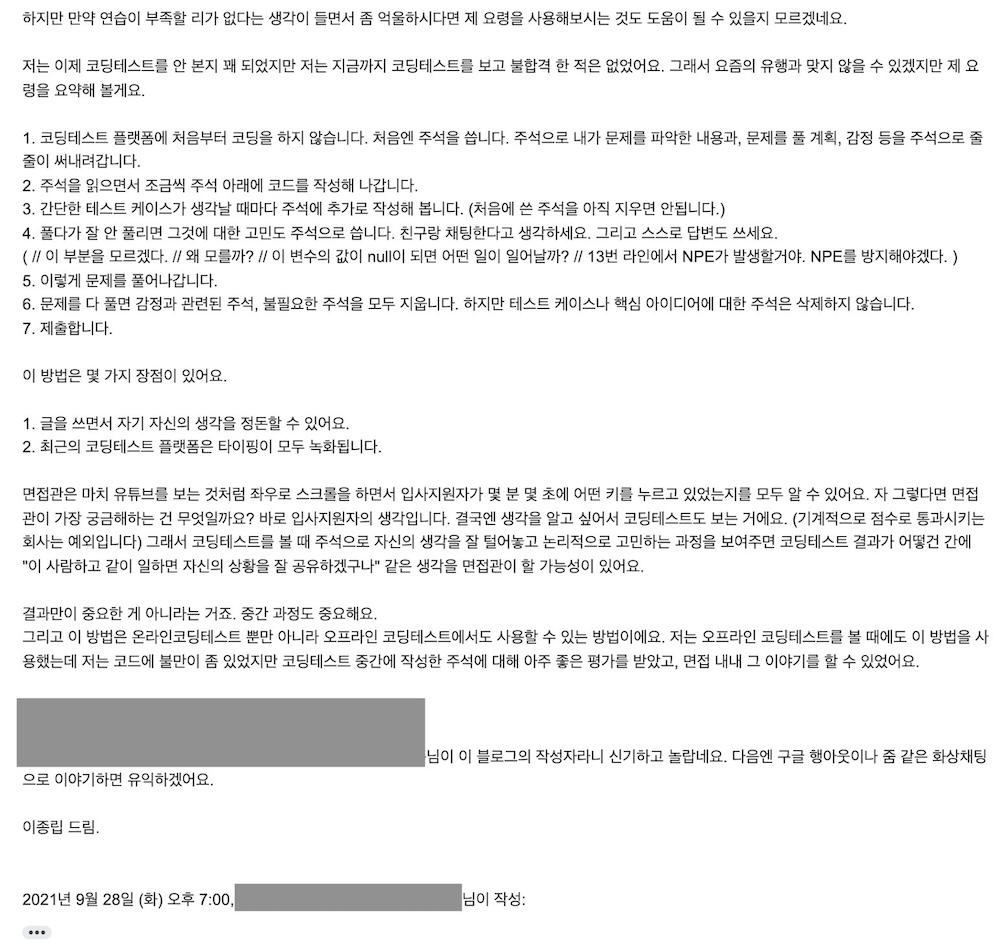 하지만 만약 연습이 부족할 리가 없다는 생각이 들면서 좀 억울하시다면 제 요령을 사용해보시는 것도 도움이 될 수 있을지 모르겠네요.
저는 이제 코딩테스트를 안 본지 꽤 되었지만 저는 지금까지 코딩테스트를 보고 불합격 한 적은 없었어요. 그래서 요즘의 유행과 맞지 않을 수 있겠지만 제 요
령을 요약해 볼게요.
1. 코딩테스트 플랫폼에 처음부터 코딩을 하지 않습니다. 처음엔 주석을 씁니다. 주석으로 내가 문제를 파악한 내용과, 문제를 풀 계획, 감정 등을 주석으로 줄
줄이 써내려갑니다.
2. 주석을 읽으면서 조금씩 주석 아래에 코드를 작성해 나갑니다.
3. 간단한 테스트 케이스가 생각날 때마다 주석에 추가로 작성해 봅니다. (처음에 쓴 주석을 아직 지우면 안됩니다.)
4. 풀다가 잘 안 풀리면 그것에 대한 고민도 주석으로 씁니다. 친구랑 채팅한다고 생각하세요. 그리고 스스로 답변도 쓰세요.
( // 이 부분을 모르겠다. // 왜 모를까? // 이 변수의 값이 null이 되면 어떤 일이 일어날까? // 13번 라인에서 NPE가 발생할거야. NPE를 방지해야겠다. )
5. 이렇게 문제를 풀어나갑니다.
6. 문제를 다 풀면 감정과 관련된 주석, 불필요한 주석을 모두 지웁니다. 하지만 테스트 케이스나 핵심 아이디어에 대한 주석은 삭제하지 않습니다.
7. 제출합니다.
이 방법은 몇 가지 장점이 있어요.
1. 글을 쓰면서 자기 자신의 생각을 정돈할 수 있어요.
2. 최근의 코딩테스트 플랫폼은 타이핑이 모두 녹화됩니다.
면접관은 마치 유튜브를 보는 것처럼 좌우로 스크롤을 하면서 입사지원자가 몇 분 몇 초에 어떤 키를 누르고 있었는지를 모두 알 수 있어요. 자 그렇다면 면접
관이 가장 궁금해하는 건 무엇일까요? 바로 입사지원자의 생각입니다. 결국엔 생각을 알고 싶어서 코딩테스트도 보는 거에요. (기계적으로 점수로 통과시키는
회사는 예외입니다) 그래서 코딩테스트를 볼 때 주석으로 자신의 생각을 잘 털어놓고 논리적으로 고민하는 과정을 보여주면 코딩테스트 결과가 어떻건 간에
"이 사람하고 같이 일하면 자신의 상황을 잘 공유하겠구나" 같은 생각을 면접관이 할 가능성이 있어요.
결과만이 중요한 게 아니라는 거죠. 중간 과정도 중요해요.
그리고 이 방법은 온라인코딩테스트 뿐만 아니라 오프라인 코딩테스트에서도 사용할 수 있는 방법이에요. 저는 오프라인 코딩테스트를 볼 때에도 이 방법을 사
용했는데 저는 코드에 불만이 좀 있었지만 코딩테스트 중간에 작성한 주석에 대해 아주 좋은 평가를 받았고, 면접 내내 그 이야기를 할 수 있었어요.
님이 이 블로그의 작성자라니 신기하고 놀랍네요. 다음엔 구글 행아웃이나 줌 같은 화상채팅
으로 이야기하면 유익하겠어요.
이종립 드림.
2021년 9월 28일 (화) 오후 7:00, 님이 작성: